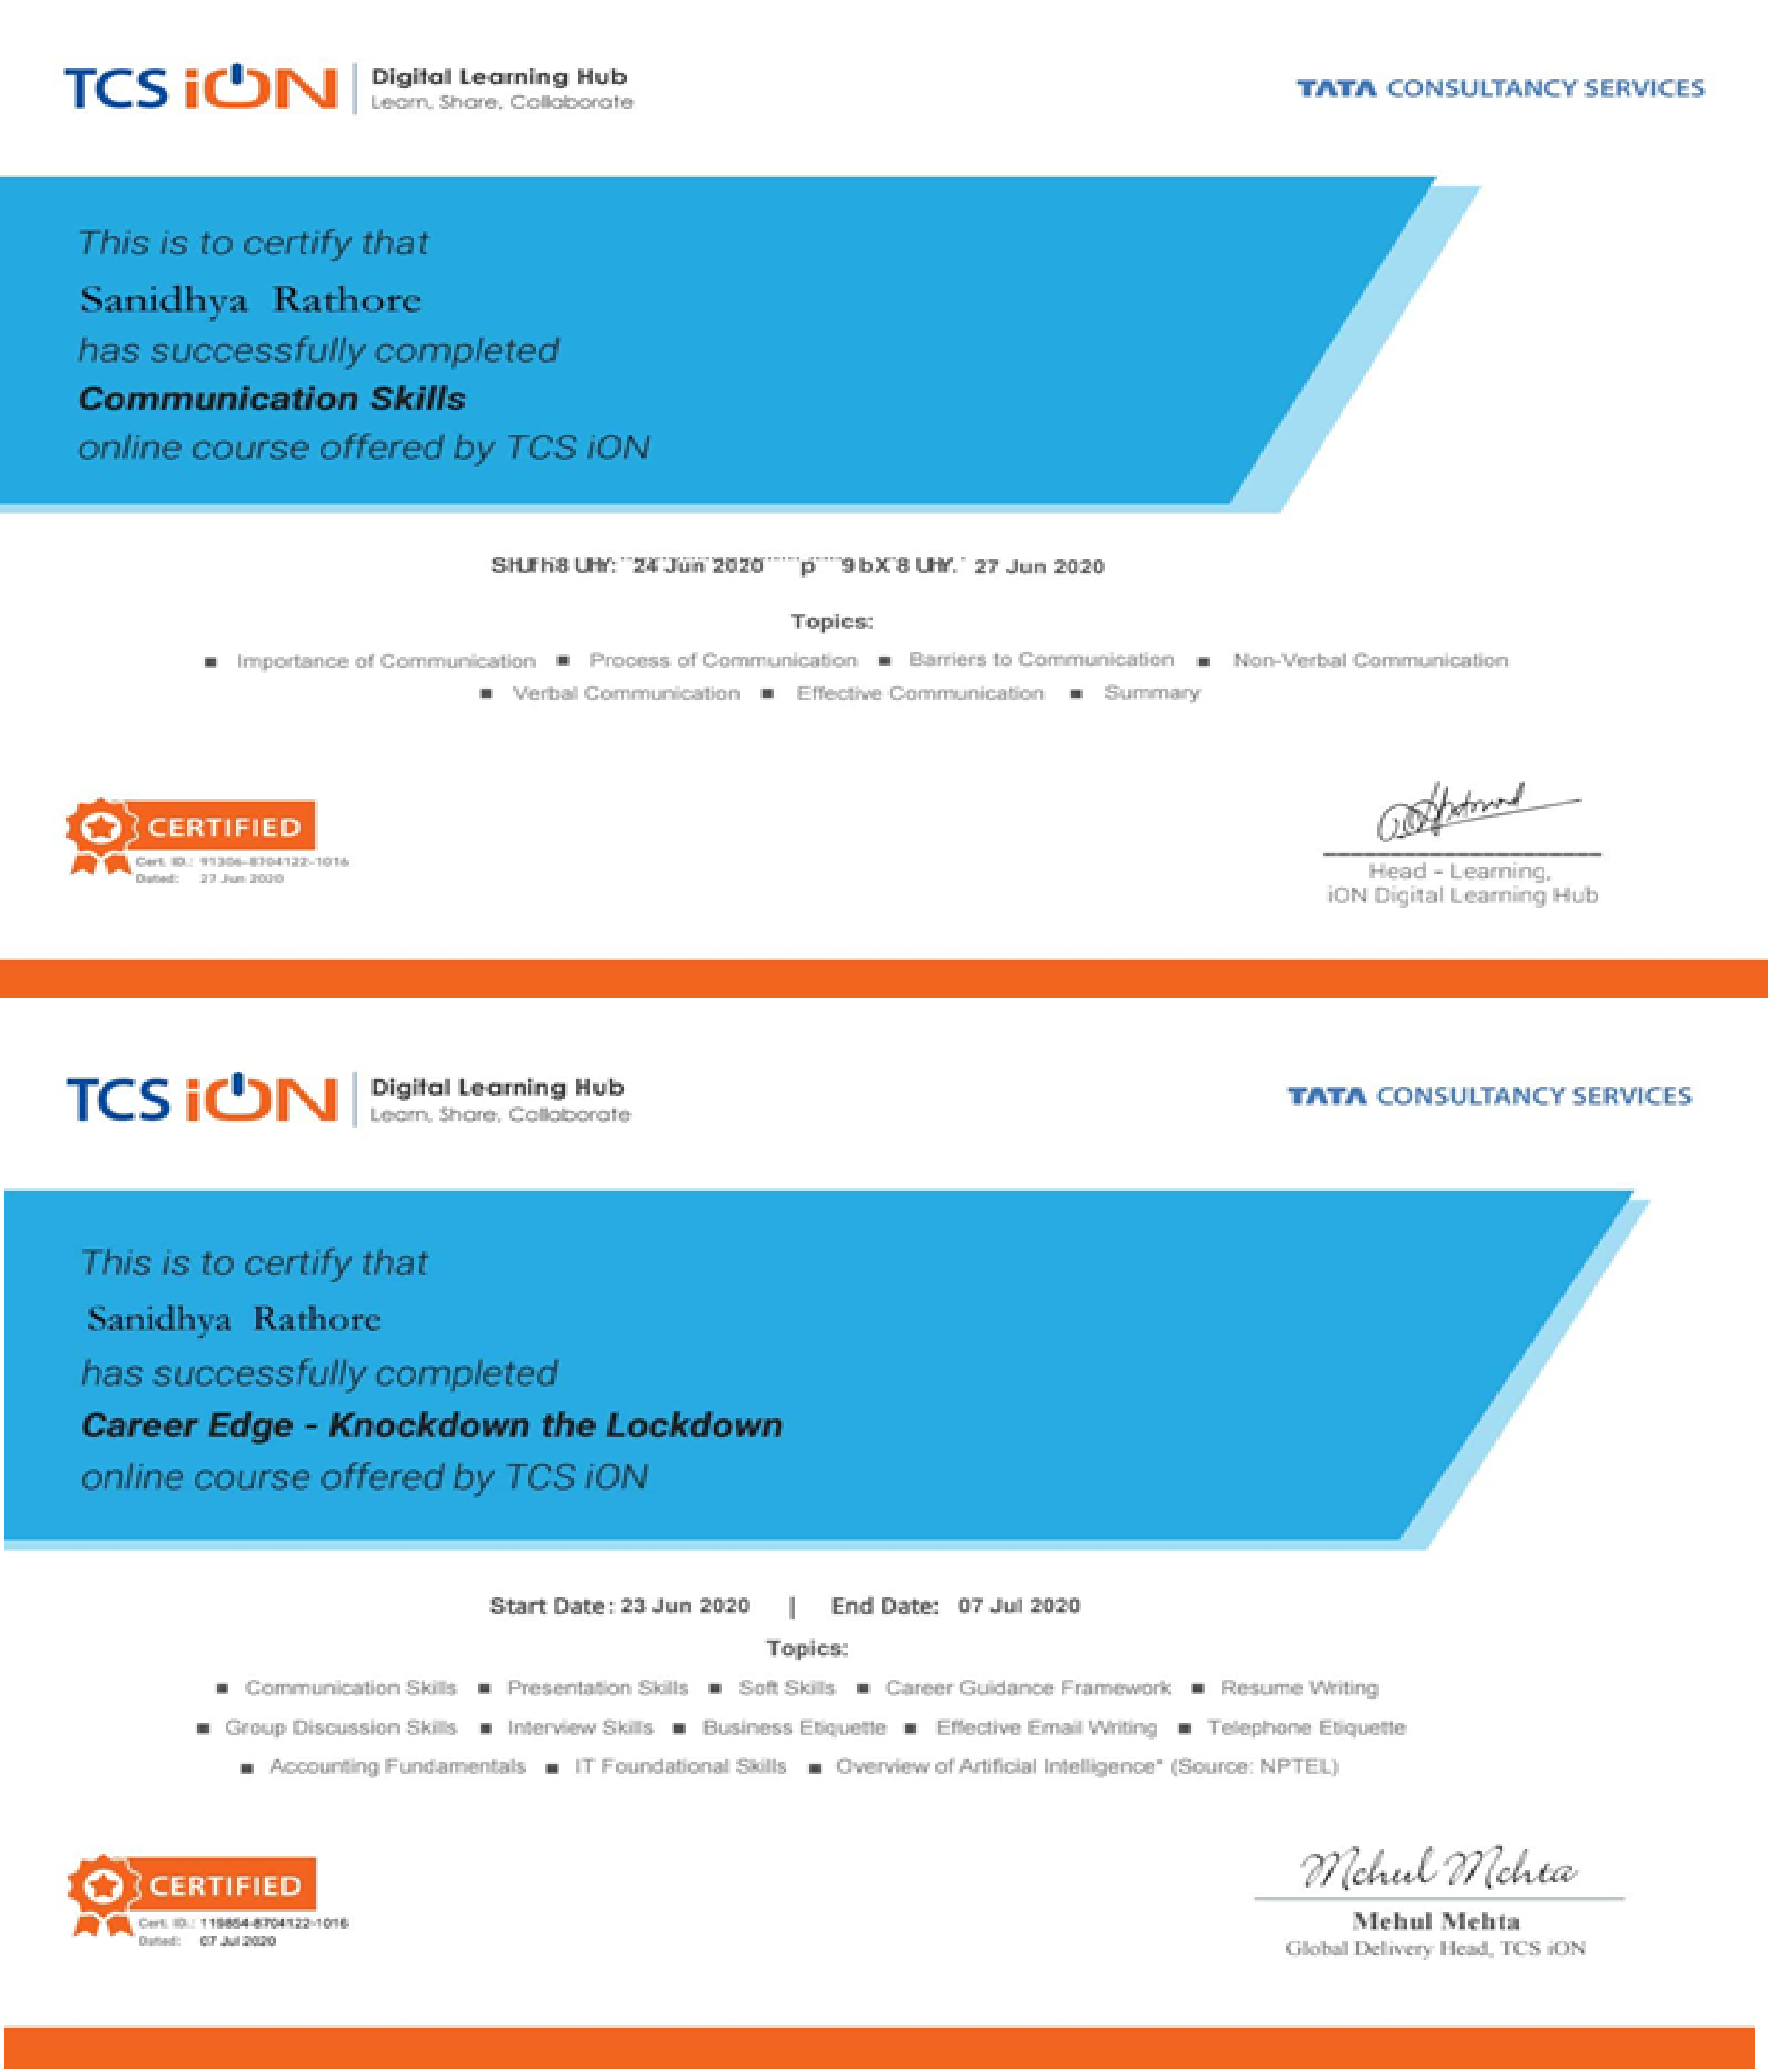 TCS iON | Digital Learning Hub
Learn, Share, Collaborate
TATA CONSULTANCY SERVICES
This is to certify that
Sanidhya Rathore
has successfully completed
Communication Skills
online course offered by TCS iON
24 Jun 2020 27 Jun 2020
Topics:
▪ Importance of Communication ▪ Process of Communication ▪ Barriers to Communication ▪ Non-Verbal Communication
▪ Verbal Communication ▪ Effective Communication ▪ Summary
CERTIFIED
Cert. ID.: 91306-8704122-1016
Dated: 27 Jun 2020
Head - Learning,
iON Digital Learning Hub
TCS iON | Digital Learning Hub
Learn, Share, Collaborate
TATA CONSULTANCY SERVICES
This is to certify that
Sanidhya Rathore
has successfully completed
Career Edge - Knockdown the Lockdown
online course offered by TCS iON
Start Date: 23 Jun 2020 | End Date: 07 Jul 2020
Topics:
▪ Communication Skills ▪ Presentation Skills ▪ Soft Skills ▪ Career Guidance Framework ▪ Resume Writing
▪ Group Discussion Skills ▪ Interview Skills ▪ Business Etiquette ▪ Effective Email Writing ▪ Telephone Etiquette
▪ Accounting Fundamentals ▪ IT Foundational Skills ▪ Overview of Artificial Intelligence* (Source: NPTEL)
CERTIFIED
Cert. ID.: 119854-8704122-1016
Dated: 07 Jul 2020
Mehul Mehta
Mehul Mehta
Global Delivery Head, TCS iON